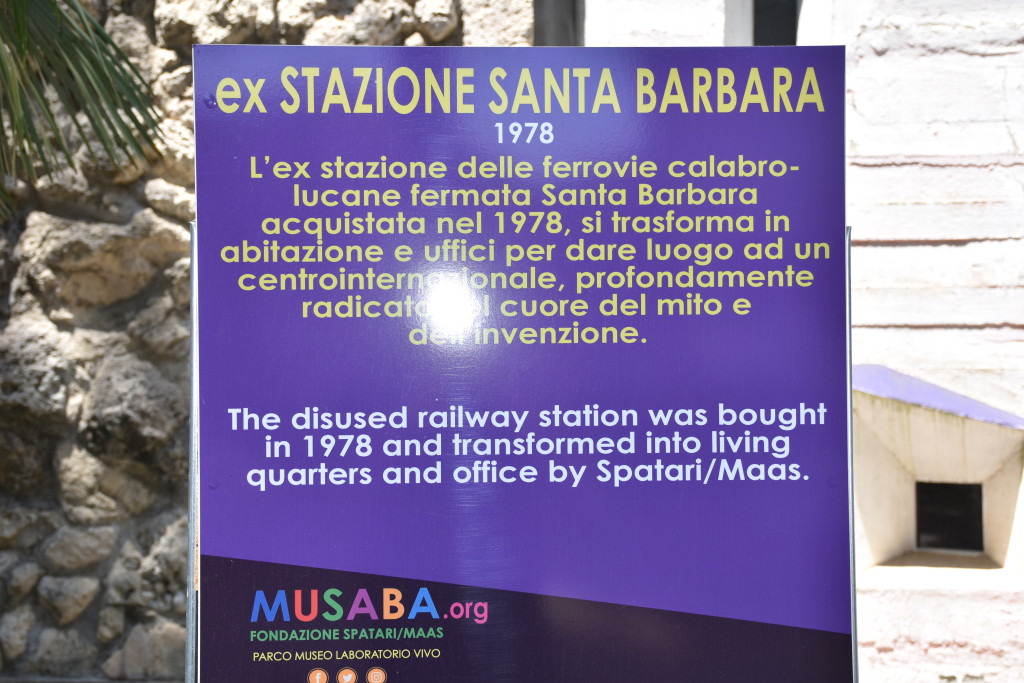 ex STAZIONE SANTA BARBARA
1978
L'ex stazione delle ferrovie calabro-
lucane fermata Santa Barbara
acquistata nel 1978, si trasforma in
abitazione e uffici per dare luogo ad un
centrointernazionale, profondamente
cuore del mito e
dell'invenzione.
The disused railway station was bought
in 1978 and transformed into living
quarters and office by Spatari/Maas.
MUSABA.org
FONDAZIONE SPATARI/MAAS
PARCO MUSEO LABORATORIO VIVO